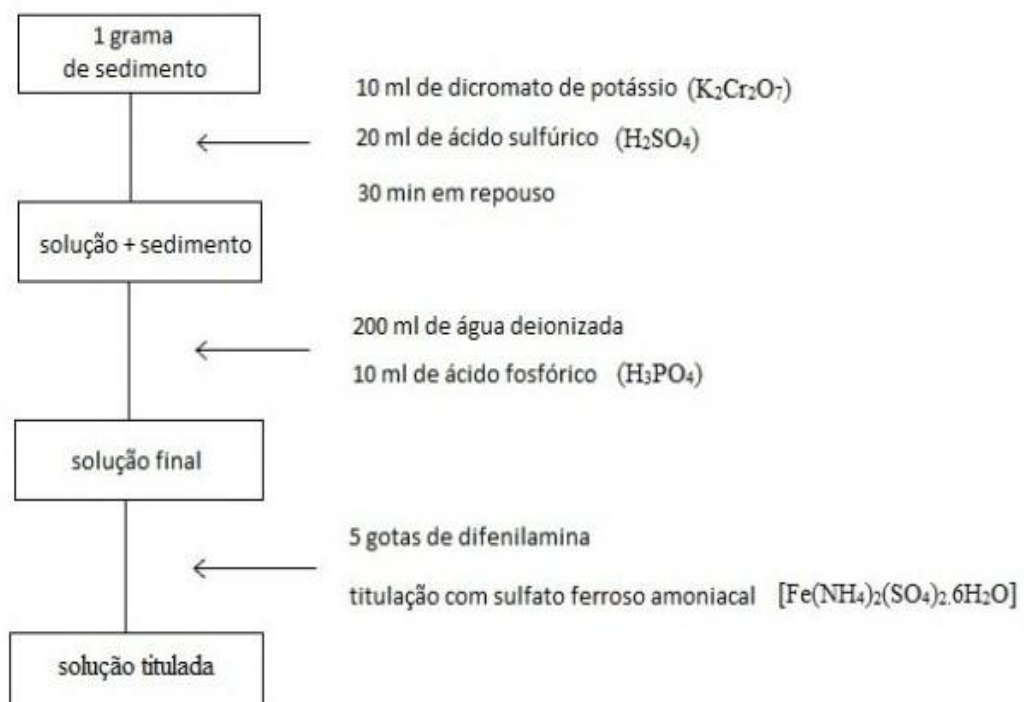 1 grama
de sedimento
10 ml de dicromato de potássio (K₂Cr₂O₇)
20 ml de ácido sulfúrico (H₂SO₄)
30 min em repouso
solução + sedimento
200 ml de água deionizada
10 ml de ácido fosfórico (H₃PO₄)
solução final
5 gotas de difenilamina
titulação com sulfato ferroso amoniacal [Fe(NH₄)₂(SO₄)₂.6H₂O]
solução titulada